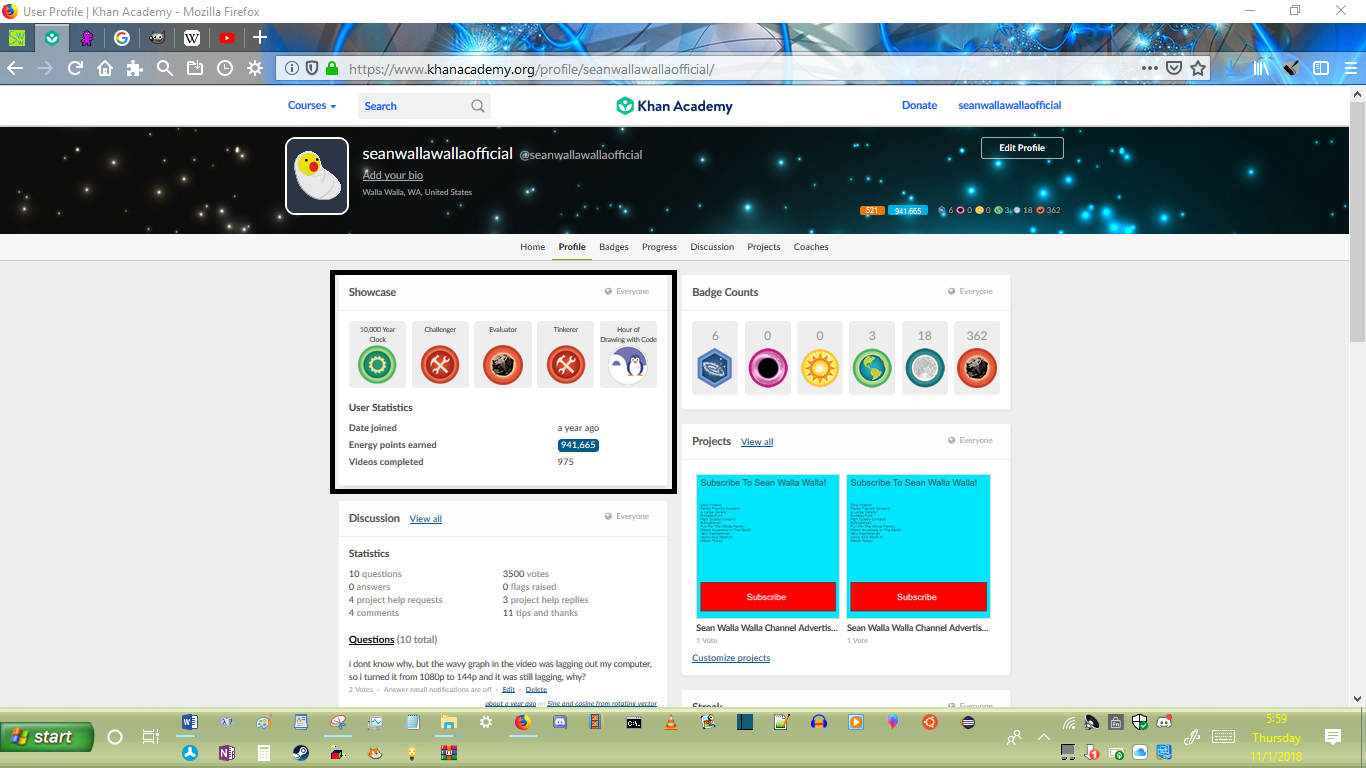 User Profile | Khan Academy - Mozilla Firefox
https://www.khanacademy.org/profile/seanwallawallaofficial/
Courses
Search
Khan Academy
Donate
seanwallawallaofficial
seanwallawallaofficial @seanwallawallaofficial
Edit Profile
Add your bio
Walla Walla, WA, United States
521 941,665 6 0 0 3 18 362
Home Profile Badges Progress Discussion Projects Coaches
Showcase
Everyone
10,000 Year Clock
Challenger
Evaluator
Tinkerer
Hour of Drawing with Code
User Statistics
Date joined a year ago
Energy points earned 941,665
Videos completed 975
Badge Counts
Everyone
6 0 0 3 18 362
Discussion View all
Everyone
Statistics
10 questions 3500 votes
0 answers 0 flags raised
4 project help requests 3 project help replies
4 comments 11 tips and thanks
Questions (10 total)
i dont know why, but the wavy graph in the video was lagging out my computer,
so i turned it from 1080p to 144p and it was still lagging, why?
2 Votes • Answer email notifications are off • Edit • Delete
about a year ago on Sine and cosine from rotating vector
Projects View all
Everyone
Subscribe To Sean Walla Walla!
Subscribe
Subscribe To Sean Walla Walla!
Subscribe
Sean Walla Walla Channel Advertis...
1 Vote
Sean Walla Walla Channel Advertis...
1 Vote
Customize projects
Streak
Everyone
start
5:59
Thursday
11/1/2018